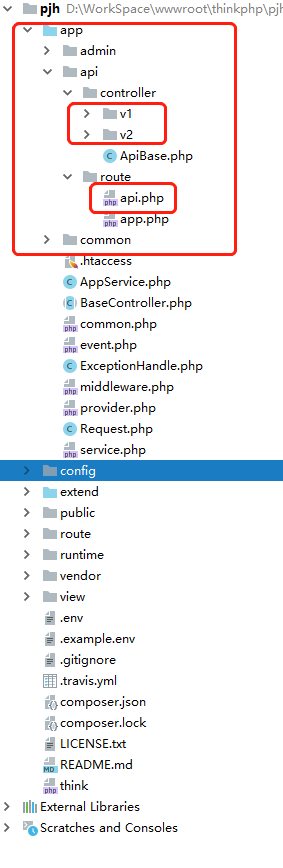 pjh D:\WorkSpace\wwwroot\thinkphp\pjh
app
admin
api
controller
v1
v2
ApiBase.php
route
api.php
app.php
common
.htaccess
AppService.php
BaseController.php
common.php
event.php
ExceptionHandle.php
middleware.php
provider.php
Request.php
service.php
config
extend
public
route
runtime
vendor
view
.env
.example.env
.gitignore
.travis.yml
composer.json
composer.lock
LICENSE.txt
README.md
think
External Libraries
Scratches and Consoles